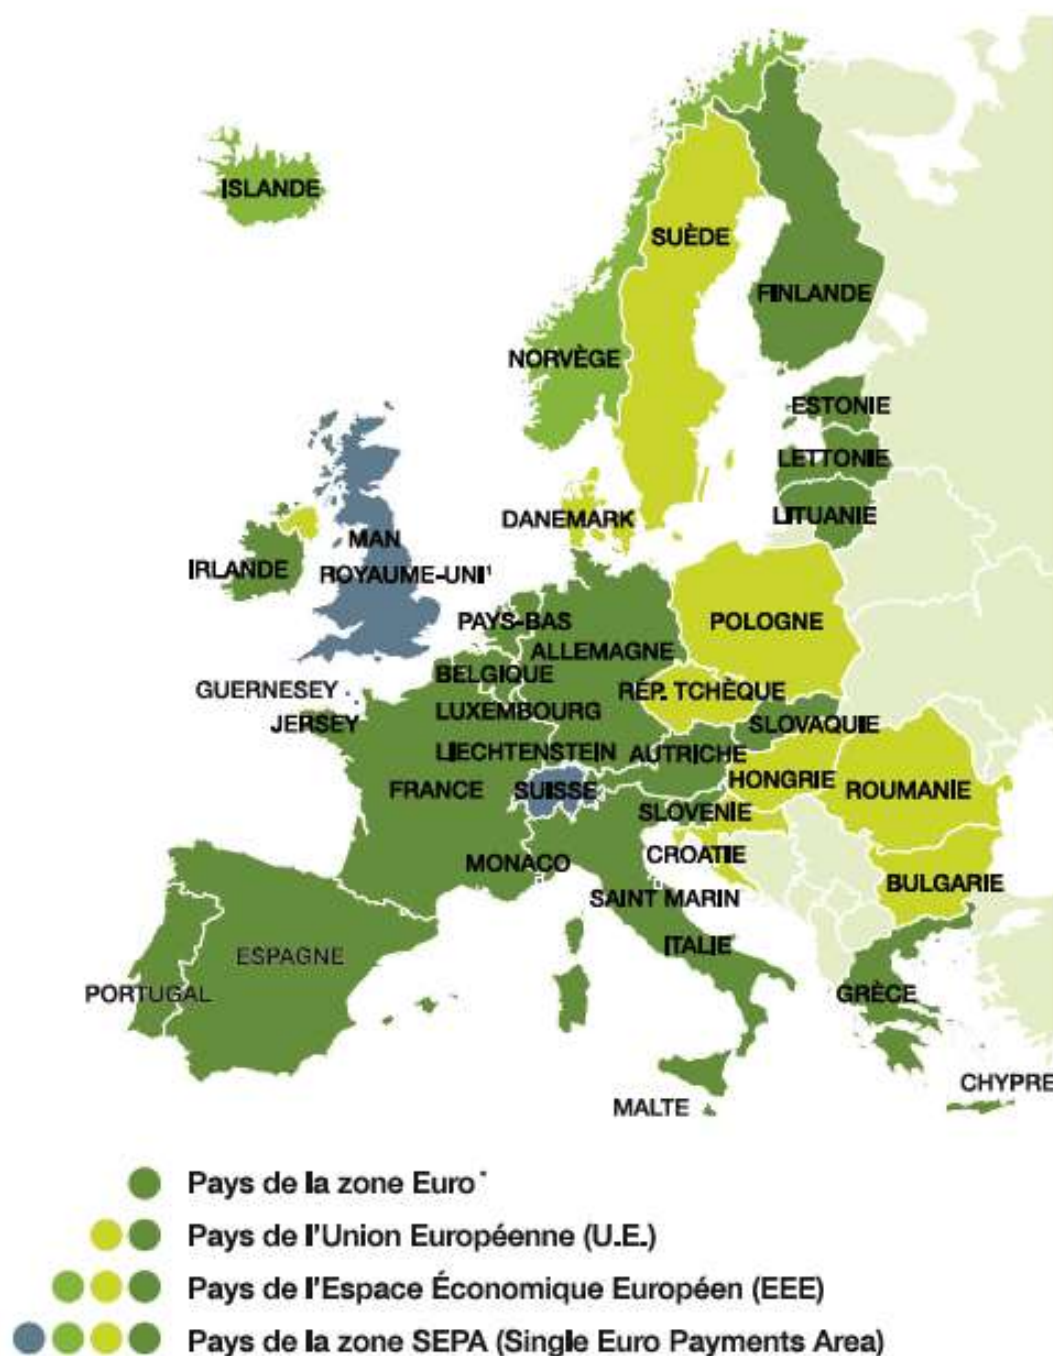 ISLANDE
SUÈDE
FINLANDE
NORVÈGE
ESTONIE
LETTONIE
DANEMARK
LITUANIE
MAN
IRLANDE
ROYAUME-UNI¹
PAYS-BAS
POLOGNE
ALLEMAGNE
BELGIQUE
GUERNESEY
RÉP. TCHÈQUE
JERSEY
LUXEMBOURG
SLOVAQUIE
LIECHTENSTEIN
AUTRICHE
HONGRIE
FRANCE
SUISSE
ROUMANIE
SLOVENIE
CROATIE
MONACO
BULGARIE
SAINT MARIN
ITALIE
ESPAGNE
PORTUGAL
GRÈCE
CHYPRE
MALTE
Pays de la zone Euro*
Pays de l'Union Européenne (U.E.)
Pays de l'Espace Économique Européen (EEE)
Pays de la zone SEPA (Single Euro Payments Area)